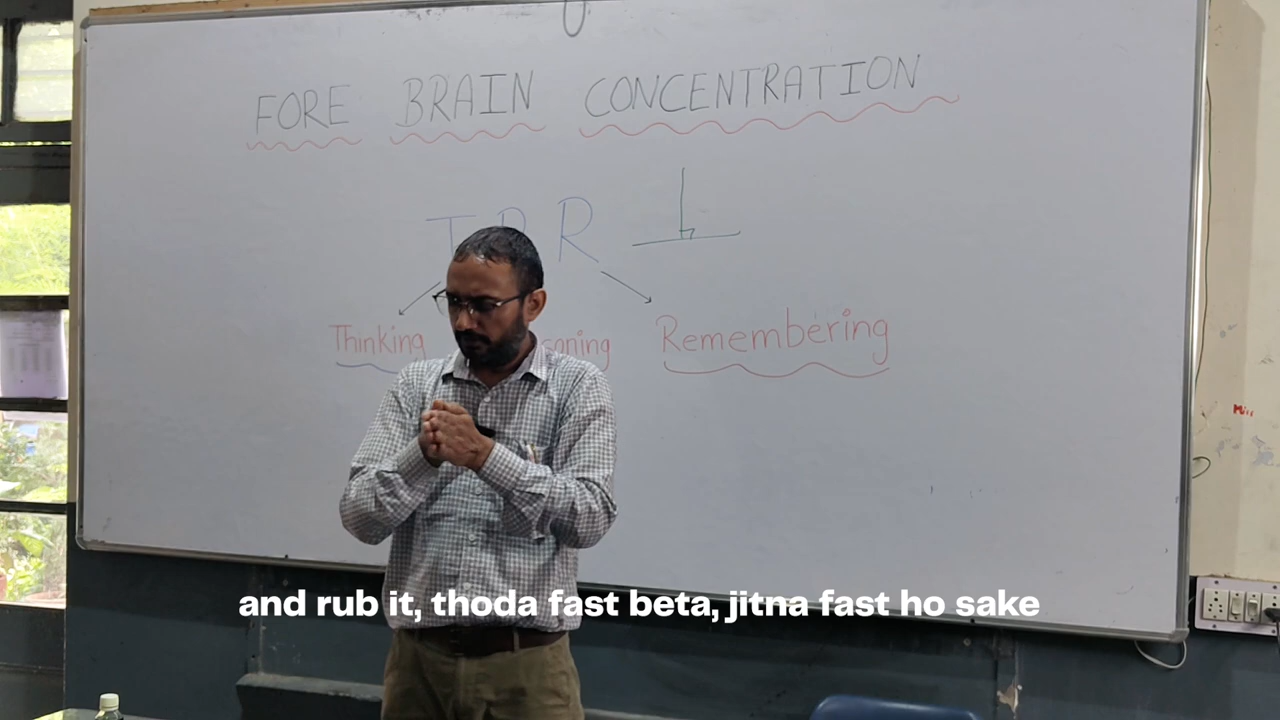 FORE BRAIN CONCENTRATION
T R R
Thinking Remembering
and rub it, thoda fast beta, jitna fast ho sake